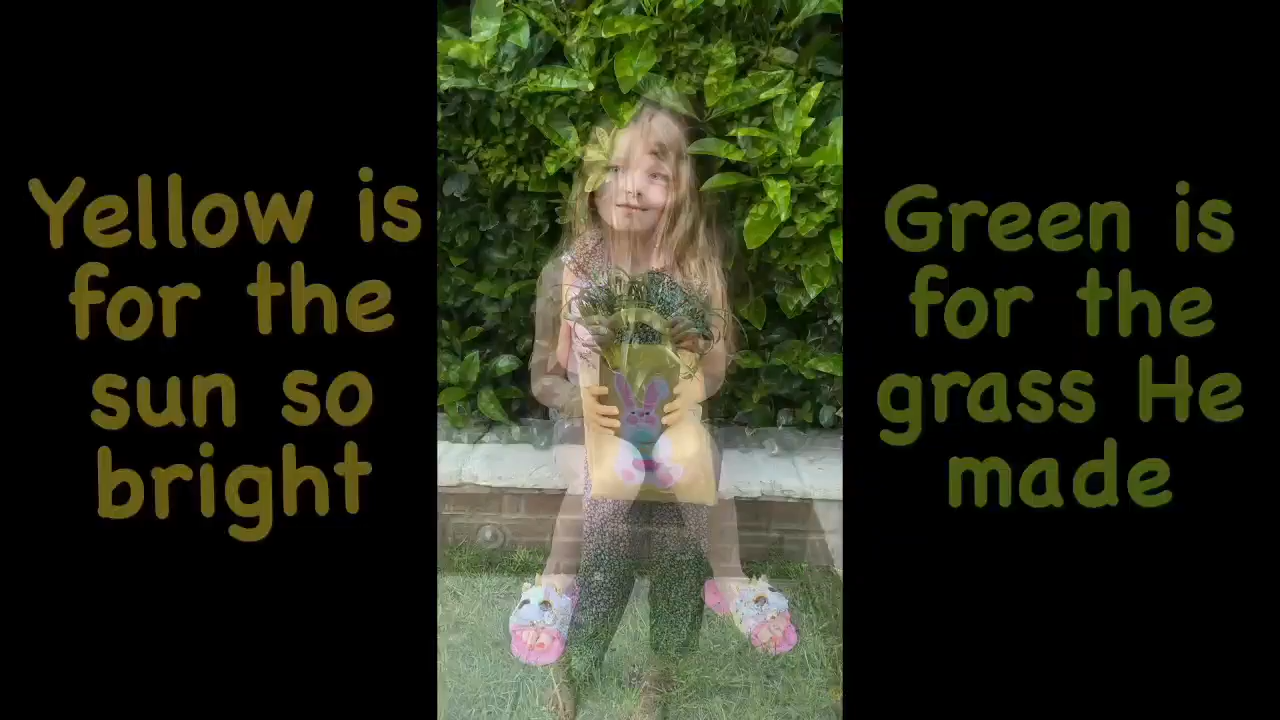 Yellow is
for the
sun so
bright
Green is
for the
grass He
made